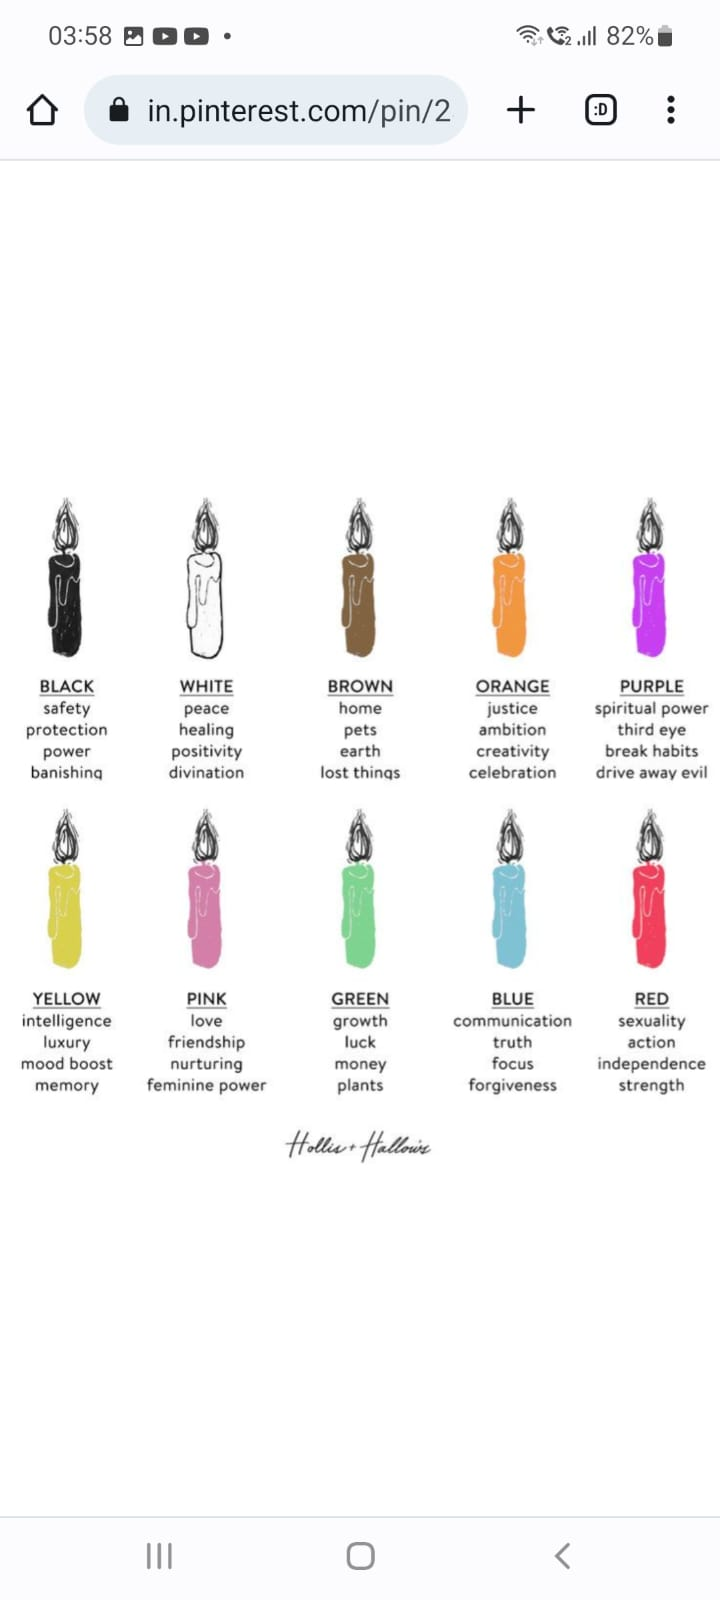 03:58
82%
in.pinterest.com/pin/2
:D
BLACK
safety
protection
power
banishing
WHITE
peace
healing
positivity
divination
BROWN
home
pets
earth
lost things
ORANGE
justice
ambition
creativity
celebration
PURPLE
spiritual power
third eye
break habits
drive away evil
YELLOW
intelligence
luxury
mood boost
memory
PINK
love
friendship
nurturing
feminine power
GREEN
growth
luck
money
plants
BLUE
communication
truth
focus
forgiveness
RED
sexuality
action
independence
strength
Hollis + Hallows